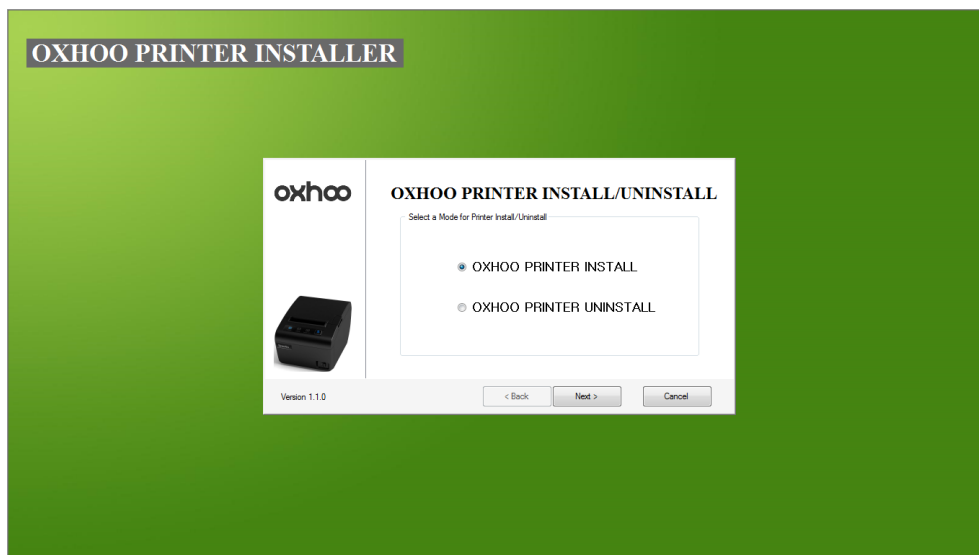 OXHOO PRINTER INSTALLER
oxhoo
OXHOO PRINTER INSTALL/UNINSTALL
Select a Mode for Printer Install/Uninstall
OXHOO PRINTER INSTALL
OXHOO PRINTER UNINSTALL
Version 1.1.0
< Back
Next >
Cancel